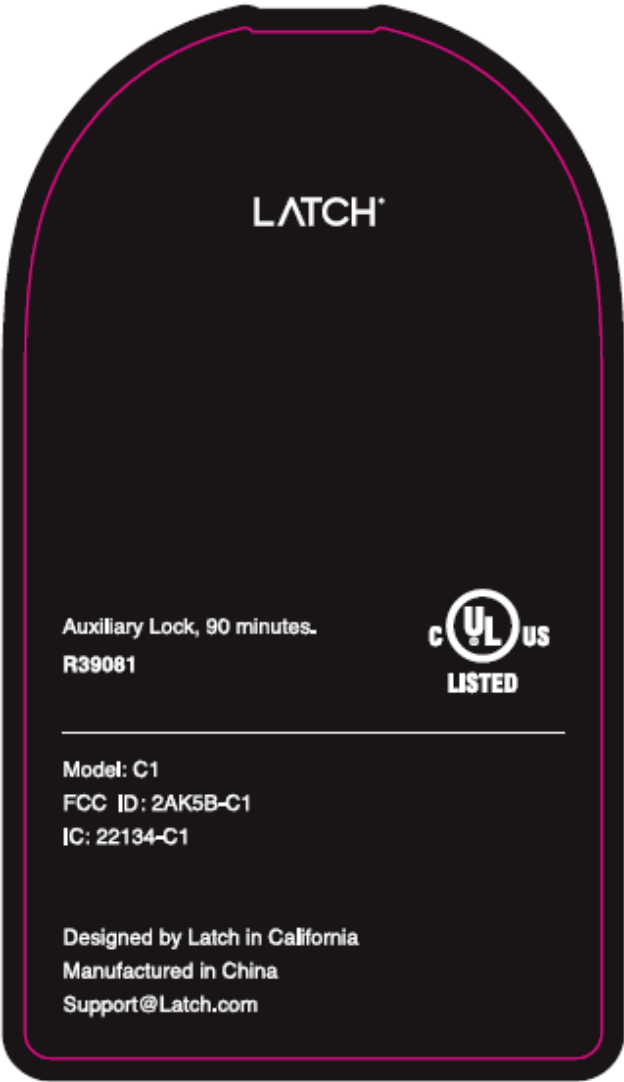 LATCH
Auxiliary Lock, 90 minutes.
R39081
C UL US
LISTED
Model: C1
FCC ID: 2AK5B-C1
IC: 22134-C1
Designed by Latch in California
Manufactured in China
Support@Latch.com